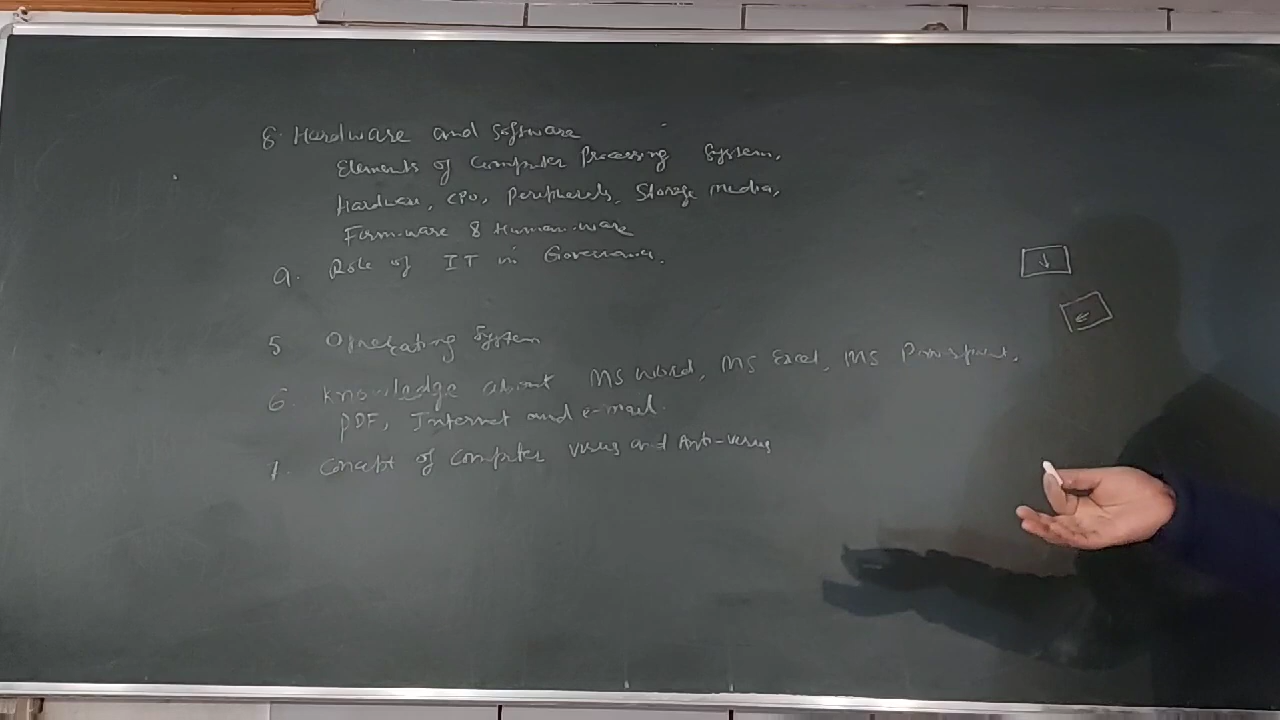 8. Hardware and Software
Elements of Computer Processing System,
Hardware, CPU, Peripherals, Storage Media,
Firm-ware & Human-ware
9. Role of IT in Governance.
5 Operating System
6. Knowledge about MS Word, MS Excel, MS Powerpoint,
PDF, Internet and e-mail.
1. Concept of Computer virus and Anti-virus
↓
←